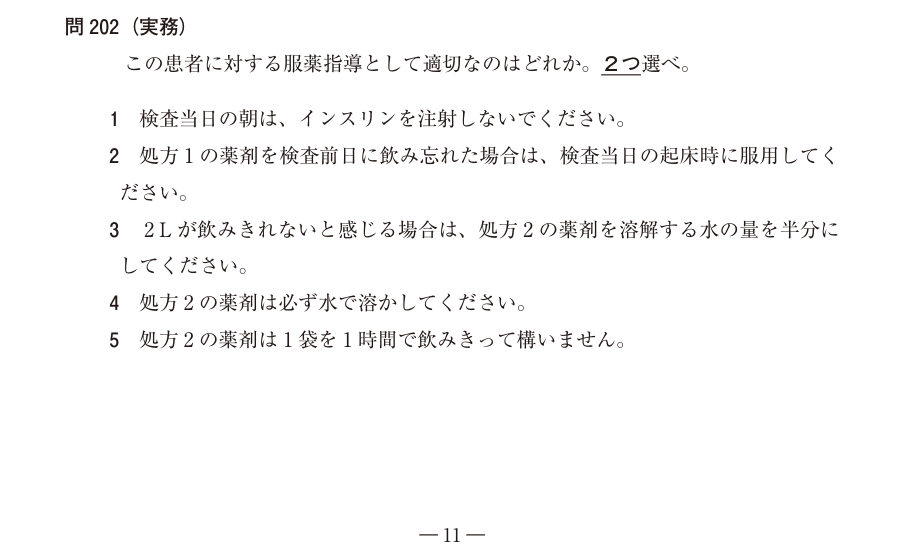 問 202（実務）
この患者に対する服薬指導として適切なのはどれか。２つ選べ。
1　検査当日の朝は、インスリンを注射しないでください。
2　処方１の薬剤を検査前日に飲み忘れた場合は、検査当日の起床時に服用してく
ださい。
3　２L が飲みきれないと感じる場合は、処方２の薬剤を溶解する水の量を半分に
してください。
4　処方２の薬剤は必ず水で溶かしてください。
5　処方２の薬剤は１袋を１時間で飲みきって構いません。
— 11 —